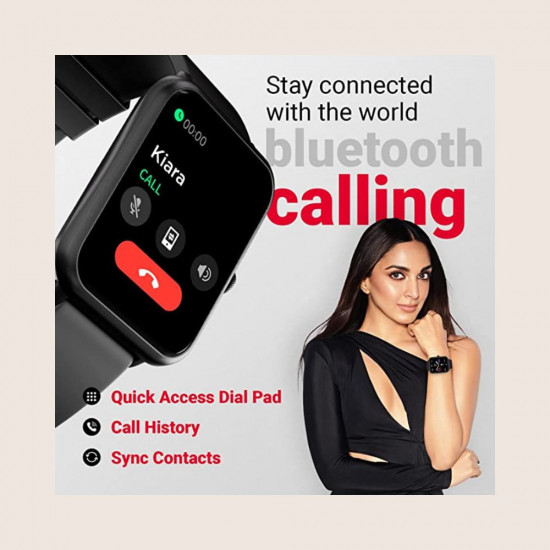 Stay connected
with the world
bluetooth
calling
00:00
Kiara
CALL
Quick Access Dial Pad
Call History
Sync Contacts